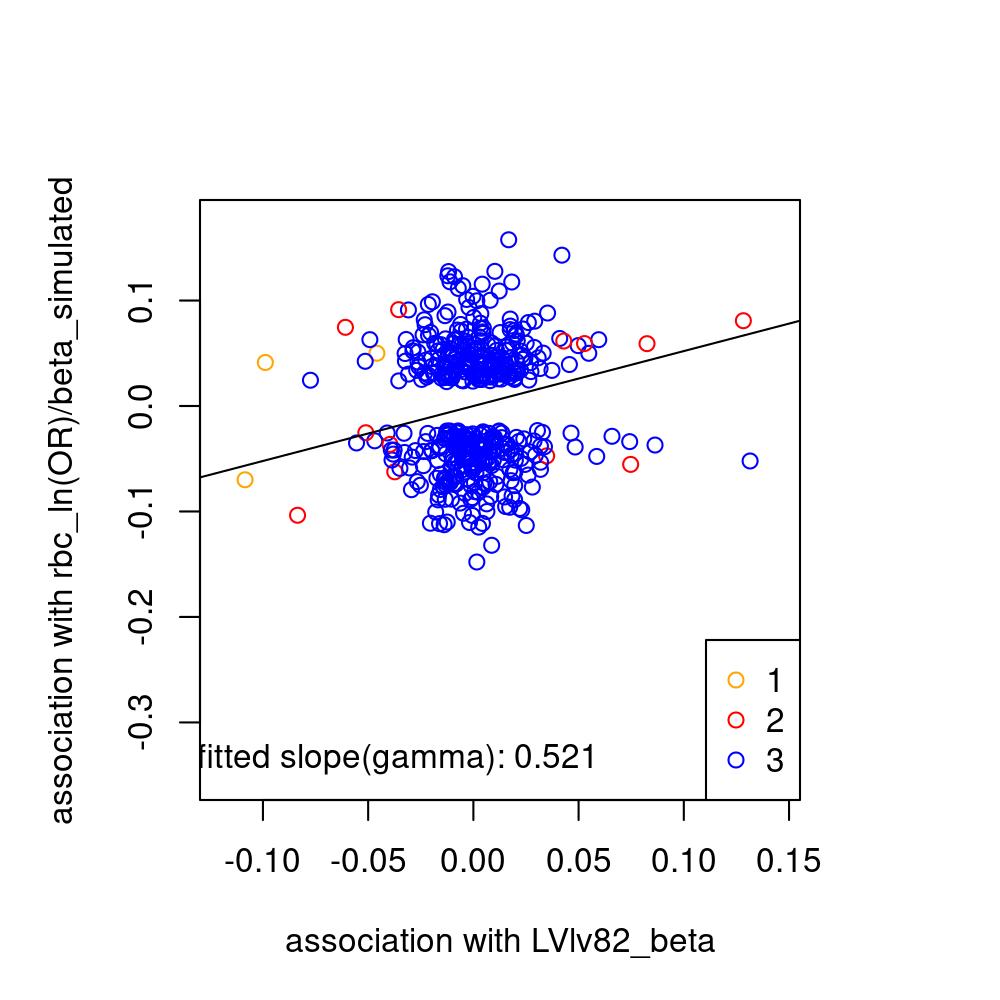 association with rbc_ln(OR)/beta_simulated
0.1
0.0
-0.1
-0.2
-0.3
fitted slope(gamma): 0.521
1
2
3
-0.10 -0.05 0.00 0.05 0.10 0.15
association with LVlv82_beta